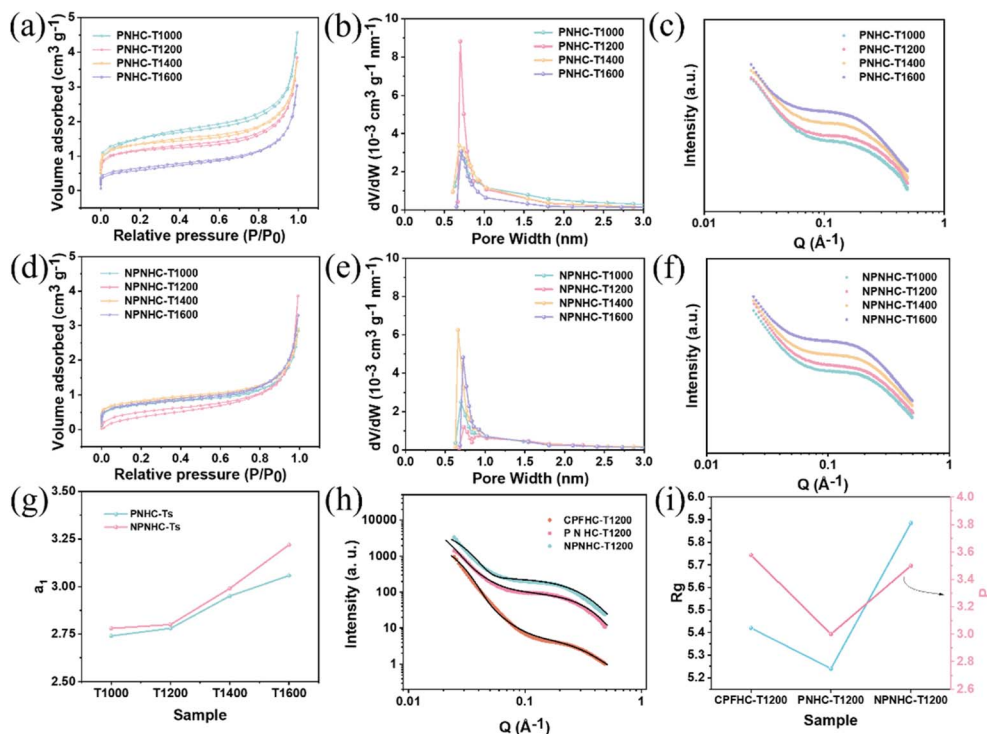 (a)
Volume adsorbed (cm³ g⁻¹)
5
4
3
2
1
0
PNHC-T1000
PNHC-T1200
PNHC-T1400
PNHC-T1600
0.0 0.2 0.4 0.6 0.8 1.0
Relative pressure (P/P0)
(b)
dV/dW (10⁻³ cm³ g⁻¹ nm⁻¹)
10
8
6
4
2
0
PNHC-T1000
PNHC-T1200
PNHC-T1400
PNHC-T1600
0.0 0.6 1.2 1.8 2.4 3.0
Pore Width (nm)
(c)
Intensity (a.u.)
PNHC-T1000
PNHC-T1200
PNHC-T1400
PNHC-T1600
0.01 0.1 1
Q (Å⁻¹)
(d)
Volume adsorbed (cm³ g⁻¹)
5
4
3
2
1
0
NPNHC-T1000
NPNHC-T1200
NPNHC-T1400
NPNHC-T1600
0.0 0.2 0.4 0.6 0.8 1.0
Relative pressure (P/P0)
(e)
dV/dW (10⁻³ cm³ g⁻¹ nm⁻¹)
10
8
6
4
2
0
NPNHC-T1000
NPNHC-T1200
NPNHC-T1400
NPNHC-T1600
0.0 0.5 1.0 1.5 2.0 2.5 3.0
Pore Width (nm)
(f)
Intensity (a.u.)
NPNHC-T1000
NPNHC-T1200
NPNHC-T1400
NPNHC-T1600
0.01 0.1 1
Q (Å⁻¹)
(g)
a₁
3.50
3.25
3.00
2.75
2.50
PNHC-Ts
NPNHC-Ts
T1000 T1200 T1400 T1600
Sample
(h)
Intensity (a. u.)
10000
1000
100
10
1
CPFHC-T1200
P N HC-T1200
NPNHC-T1200
0.01 0.1 1
Q (Å⁻¹)
(i)
Rg
5.9
5.8
5.7
5.6
5.5
5.4
5.3
5.2
4.0
3.8
3.6
3.4
3.2
3.0
2.8
2.6
P
CPFHC-T1200 PNHC-T1200 NPNHC-T1200
Sample